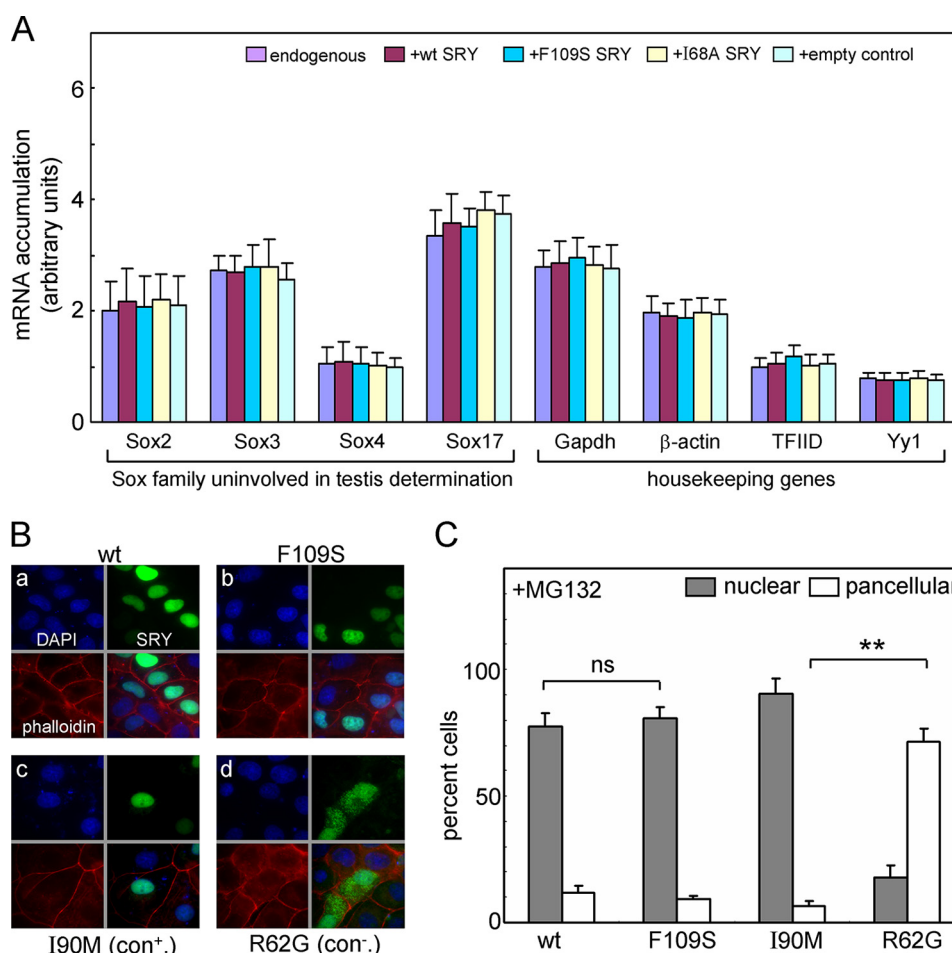 A
endogenous +wt SRY +F109S SRY +I68A SRY +empty control
mRNA accumulation
(arbitrary units)
6
4
2
0
Sox2 Sox3 Sox4 Sox17 Gapdh β-actin TFIID Yy1
Sox family uninvolved in testis determination housekeeping genes
B
wt F109S
a b
DAPI SRY
phalloidin
c d
I90M (con⁺.) R62G (con⁻.)
C
+MG132 nuclear pancellular
percent cells
100
50
0
ns
**
wt F109S I90M R62G